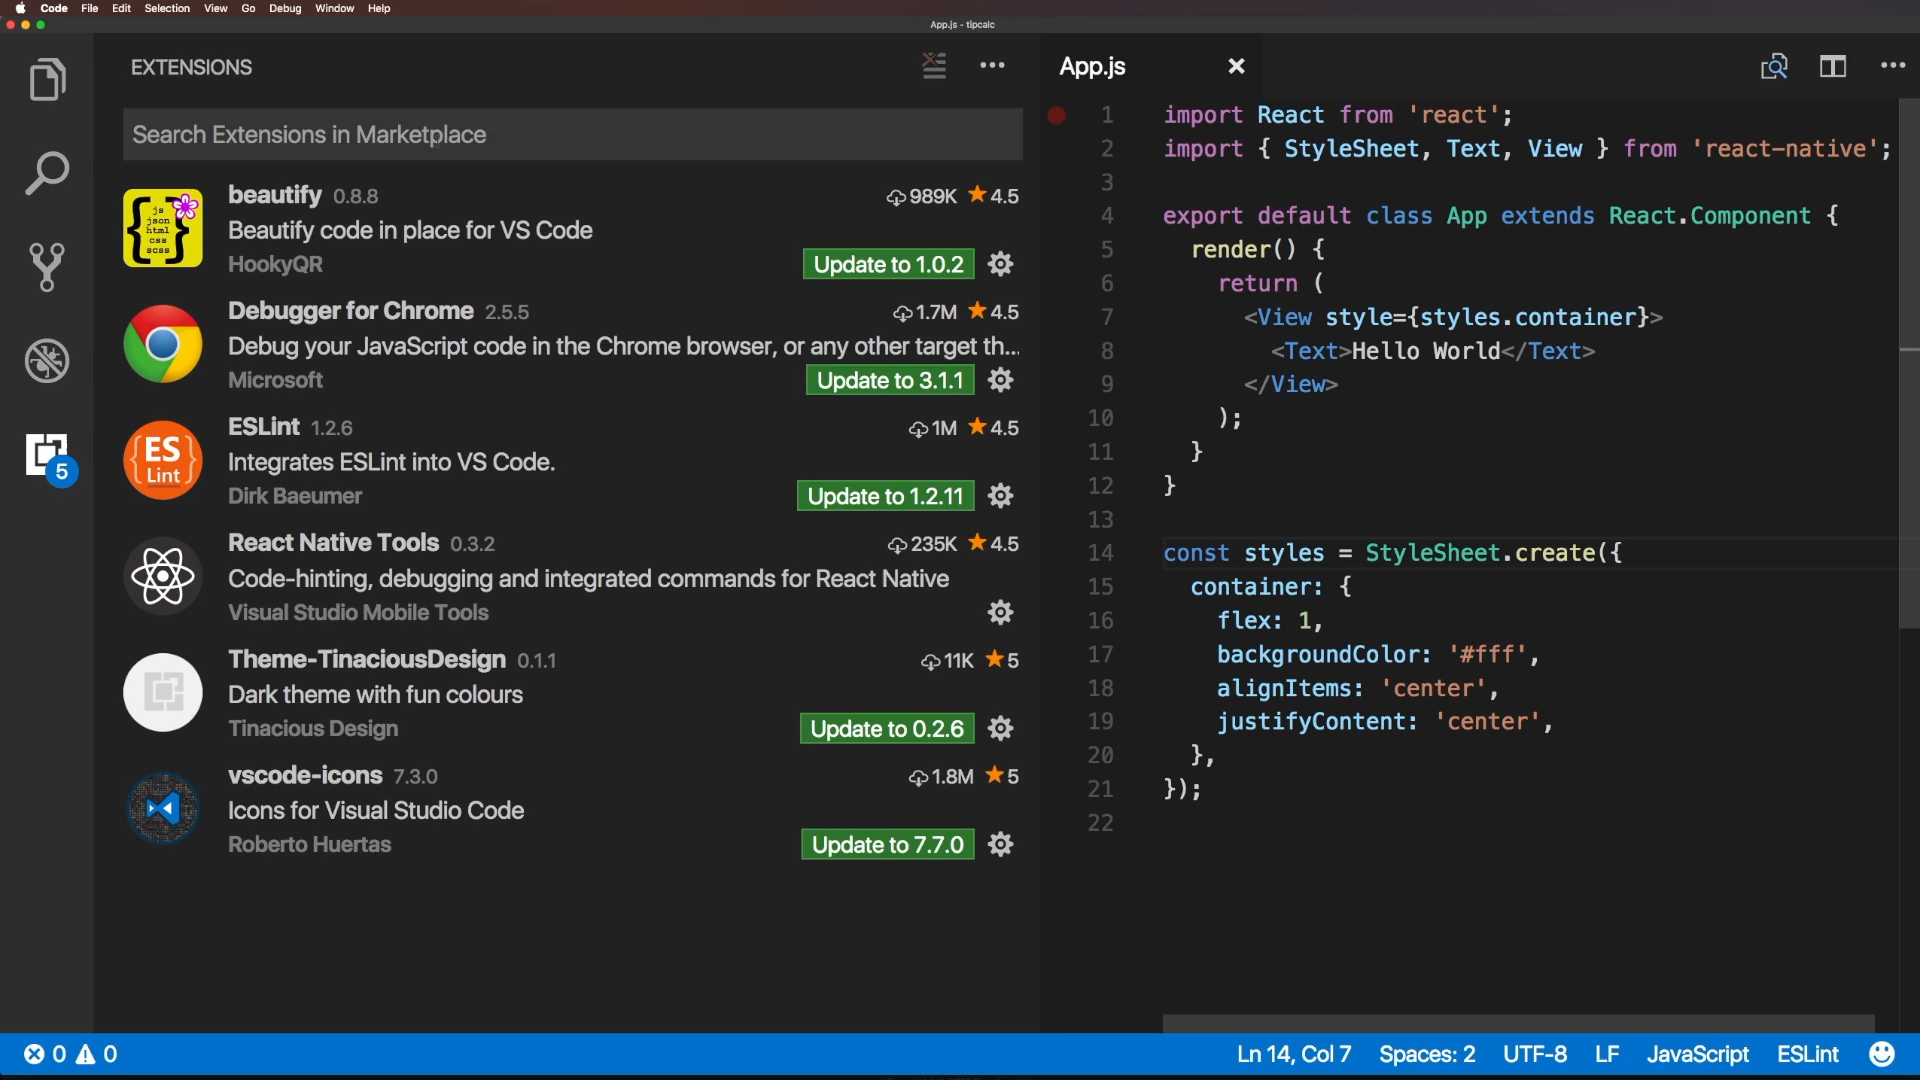 Code File Edit Selection View Go Debug Window Help
App.js - tipcalc
EXTENSIONS
Search Extensions in Marketplace
js
json
html
css
scss
beautify 0.8.8 989K 4.5
Beautify code in place for VS Code
HookyQR Update to 1.0.2
Debugger for Chrome 2.5.5 1.7M 4.5
Debug your JavaScript code in the Chrome browser, or any other target th...
Microsoft Update to 3.1.1
ES
Lint
ESLint 1.2.6 1M 4.5
Integrates ESLint into VS Code.
Dirk Baeumer Update to 1.2.11
5
React Native Tools 0.3.2 235K 4.5
Code-hinting, debugging and integrated commands for React Native
Visual Studio Mobile Tools
Theme-TinaciousDesign 0.1.1 11K 5
Dark theme with fun colours
Tinacious Design Update to 0.2.6
vscode-icons 7.3.0 1.8M 5
Icons for Visual Studio Code
Roberto Huertas Update to 7.7.0
App.js
1 import React from 'react';
2 import { StyleSheet, Text, View } from 'react-native';
3
4 export default class App extends React.Component {
5 render() {
6 return (
7 <View style={styles.container}>
8 <Text>Hello World</Text>
9 </View>
10 );
11 }
12 }
13
14 const styles = StyleSheet.create({
15 container: {
16 flex: 1,
17 backgroundColor: '#fff',
18 alignItems: 'center',
19 justifyContent: 'center',
20 },
21 });
22
0 0 Ln 14, Col 7 Spaces: 2 UTF-8 LF JavaScript ESLint